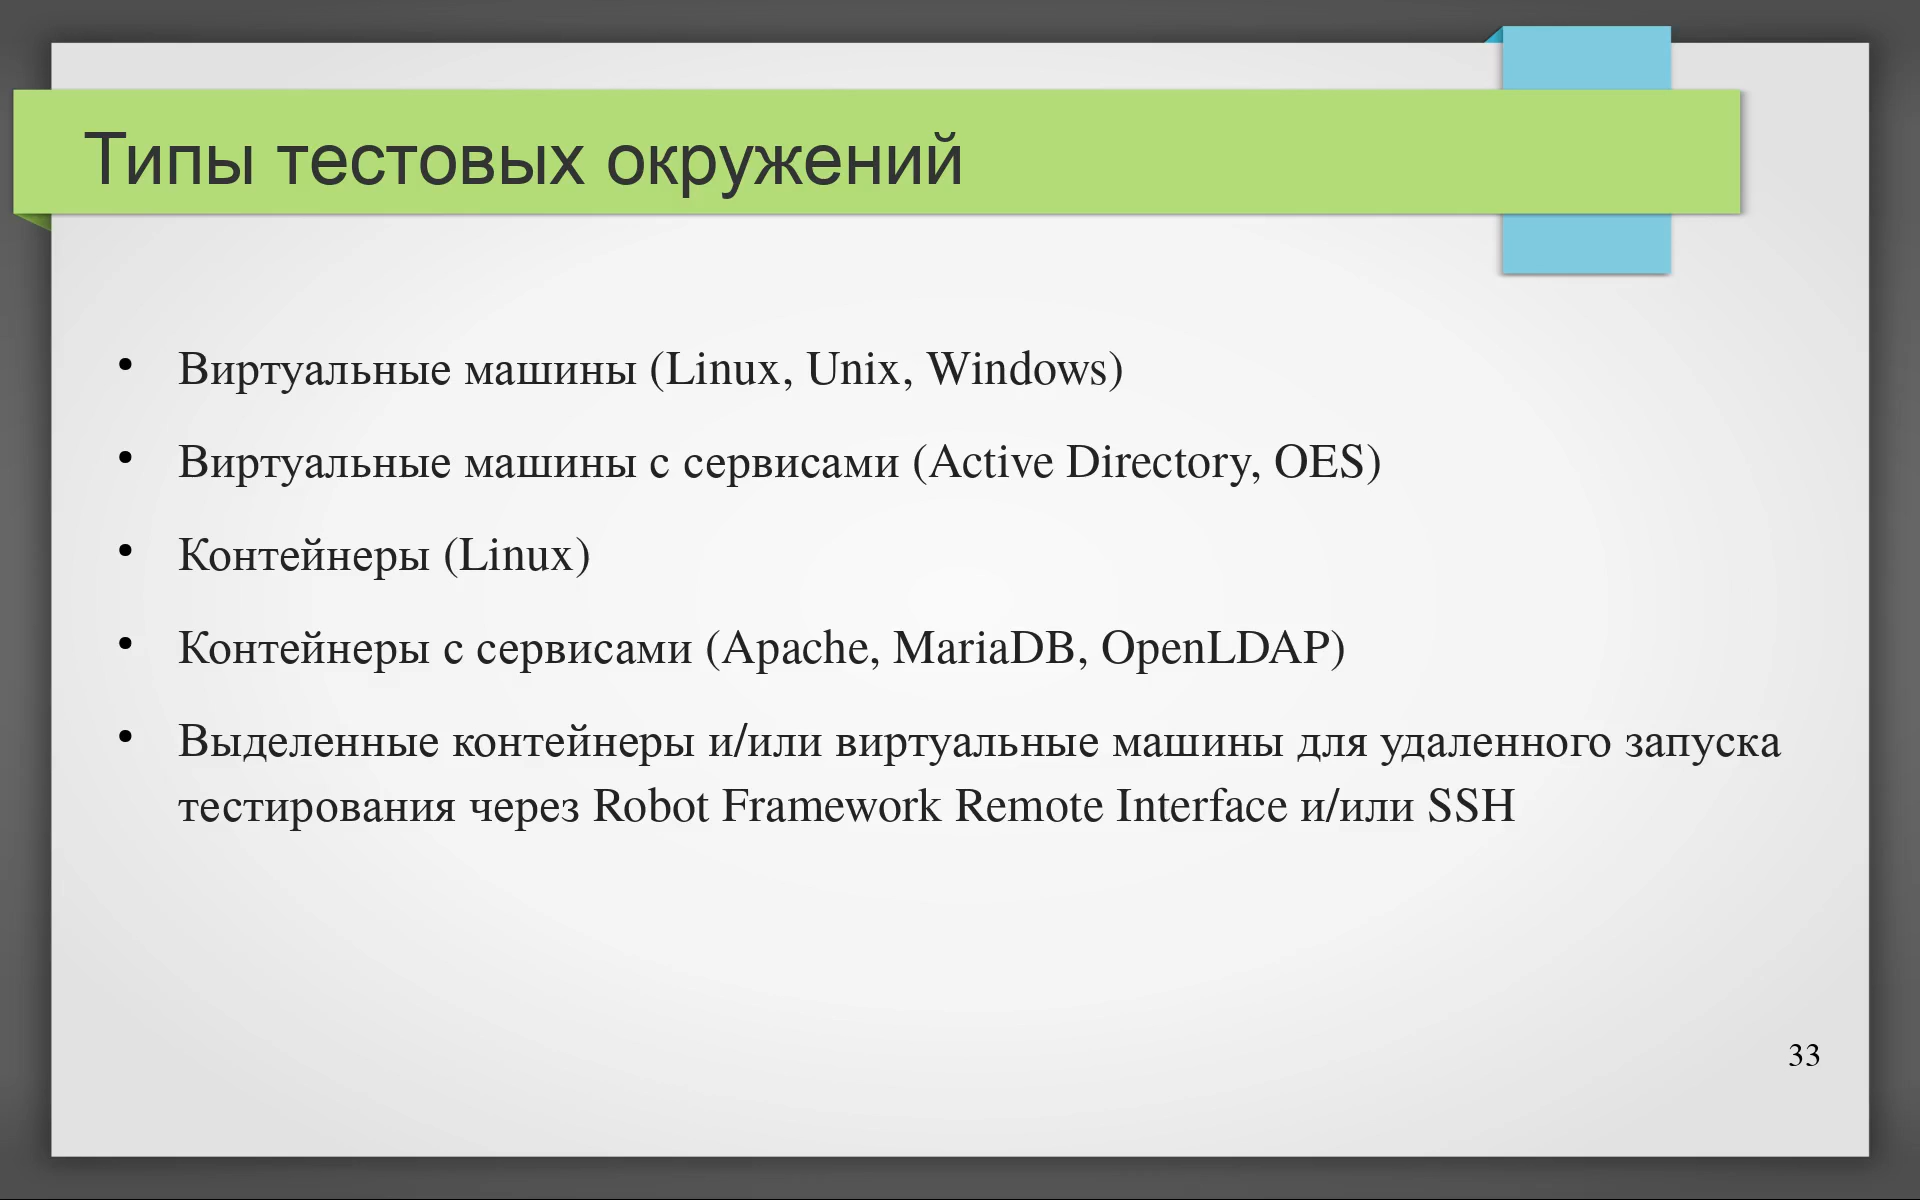 Типы тестовых окружений
• Виртуальные машины (Linux, Unix, Windows)
• Виртуальные машины с сервисами (Active Directory, OES)
• Контейнеры (Linux)
• Контейнеры с сервисами (Apache, MariaDB, OpenLDAP)
• Выделенные контейнеры и/или виртуальные машины для удаленного запуска
тестирования через Robot Framework Remote Interface и/или SSH
33